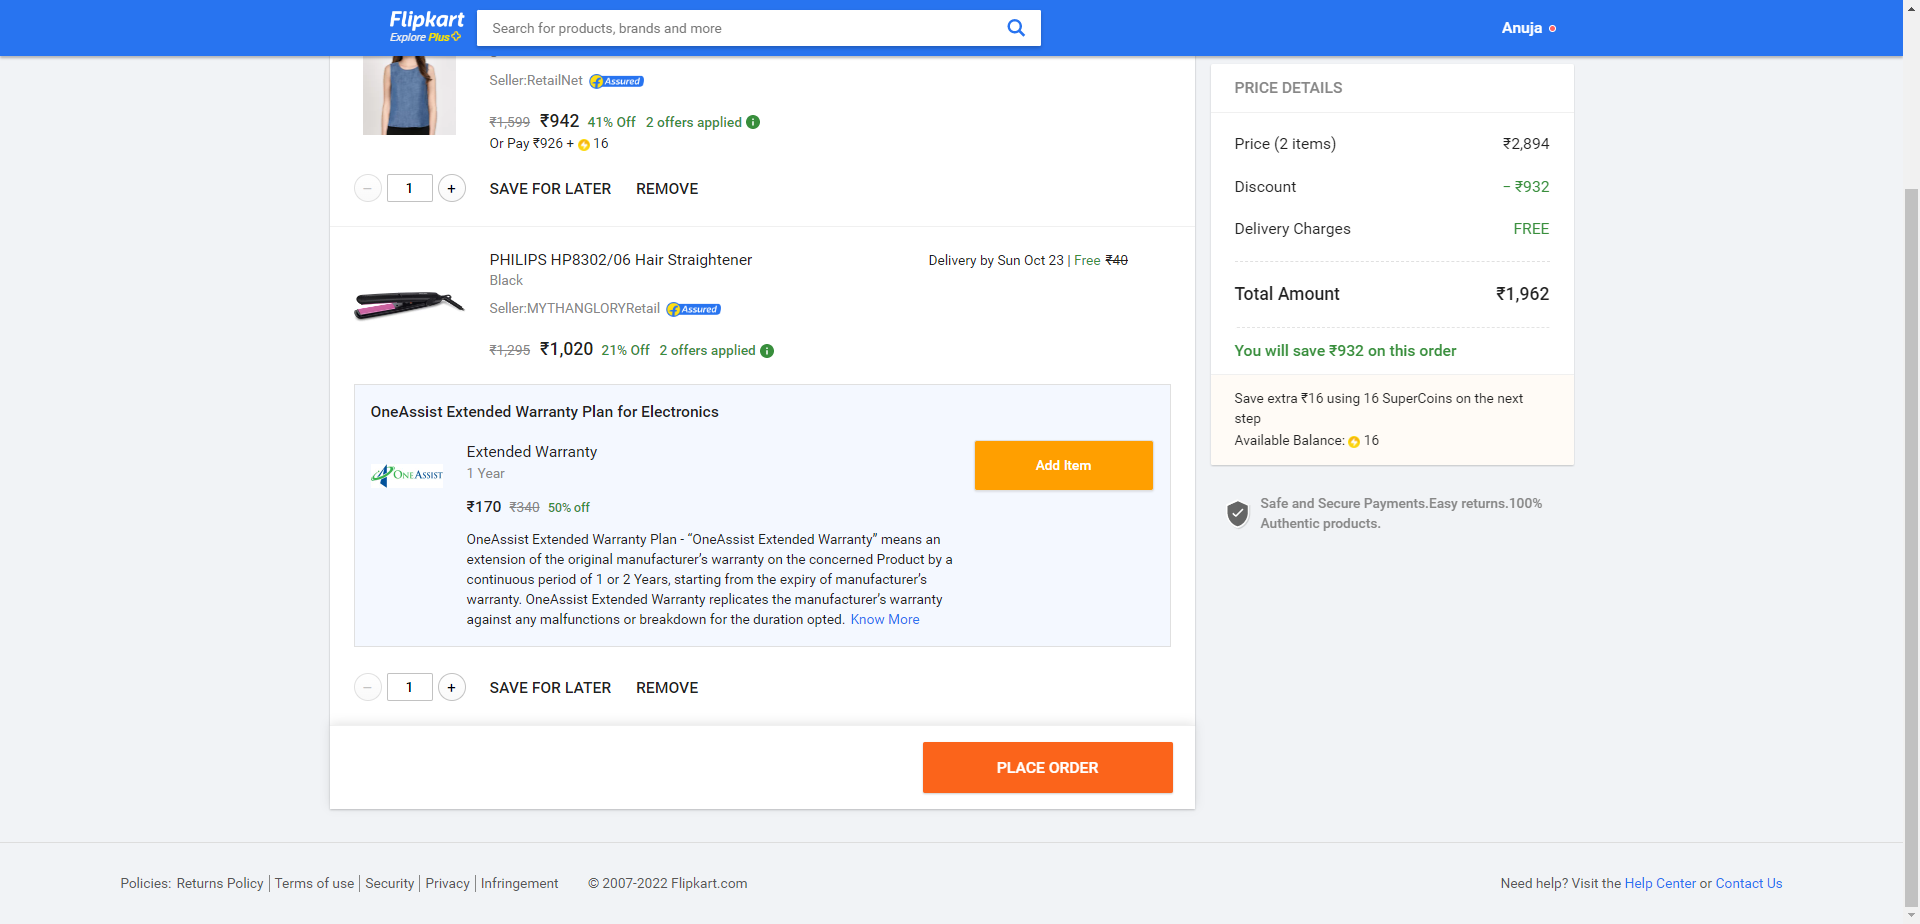 Flipkart
Explore Plus
Search for products, brands and more
Anuja
Seller:RetailNet Assured
₹1,599 ₹942 41% Off 2 offers applied
Or Pay ₹926 + 16
1
SAVE FOR LATER
REMOVE
PHILIPS HP8302/06 Hair Straightener
Black
Seller:MYTHANGLORYRetail Assured
₹1,295 ₹1,020 21% Off 2 offers applied
Delivery by Sun Oct 23 | Free ₹40
OneAssist Extended Warranty Plan for Electronics
ONEASSIST
Extended Warranty
1 Year
₹170 ₹340 50% off
OneAssist Extended Warranty Plan - “OneAssist Extended Warranty” means an
extension of the original manufacturer’s warranty on the concerned Product by a
continuous period of 1 or 2 Years, starting from the expiry of manufacturer’s
warranty. OneAssist Extended Warranty replicates the manufacturer’s warranty
against any malfunctions or breakdown for the duration opted. Know More
Add Item
1
SAVE FOR LATER
REMOVE
PLACE ORDER
PRICE DETAILS
Price (2 items) ₹2,894
Discount − ₹932
Delivery Charges FREE
Total Amount ₹1,962
You will save ₹932 on this order
Save extra ₹16 using 16 SuperCoins on the next
step
Available Balance: 16
Safe and Secure Payments.Easy returns.100%
Authentic products.
Policies: Returns Policy | Terms of use | Security | Privacy | Infringement © 2007-2022 Flipkart.com
Need help? Visit the Help Center or Contact Us